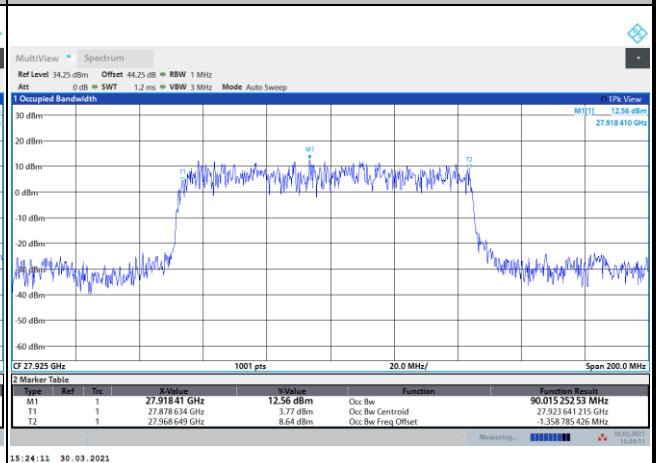 MultiView Spectrum
Ref Level 34.25 dBm Offset 44.25 dB RBW 1 MHz
Att 0 dB SWT 1.2 ms VBW 3 MHz Mode Auto Sweep
1 Occupied Bandwidth 1Pk View
M1[1] 12.56 dBm
27.918 410 GHz
30 dBm
20 dBm
M1
T2
10 dBm
T1
0 dBm
-10 dBm
-20 dBm
-30 dBm
-40 dBm
-60 dBm
CF 27.925 GHz 1001 pts 20.0 MHz/ Span 200.0 MHz
2 Marker Table
Type Ref Trc X-Value Y-Value Function Function Result
M1 1 27.918 41 GHz 12.56 dBm Occ Bw 90.015 252 53 MHz
T1 1 27.878 634 GHz 3.77 dBm Occ Bw Centroid 27.923 641 215 GHz
T2 1 27.968 649 GHz 8.64 dBm Occ Bw Freq Offset -1.358 785 426 MHz
Measuring... 30.03.2021
15:24:11
15:24:11 30.03.2021